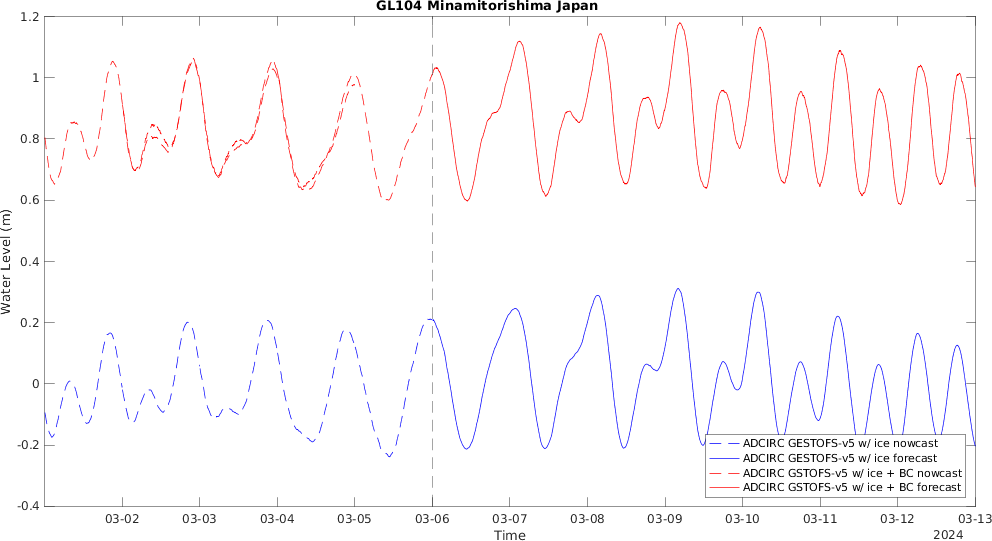 GL104 Minamitorishima Japan
Water Level (m)
1.2
1
0.8
0.6
0.4
0.2
0
-0.2
-0.4
ADCIRC GESTOFS-v5 w/ ice nowcast
ADCIRC GESTOFS-v5 w/ ice forecast
ADCIRC GSTOFS-v5 w/ ice + BC nowcast
ADCIRC GSTOFS-v5 w/ ice + BC forecast
03-02 03-03 03-04 03-05 03-06 03-07 03-08 03-09 03-10 03-11 03-12 03-13
Time
2024